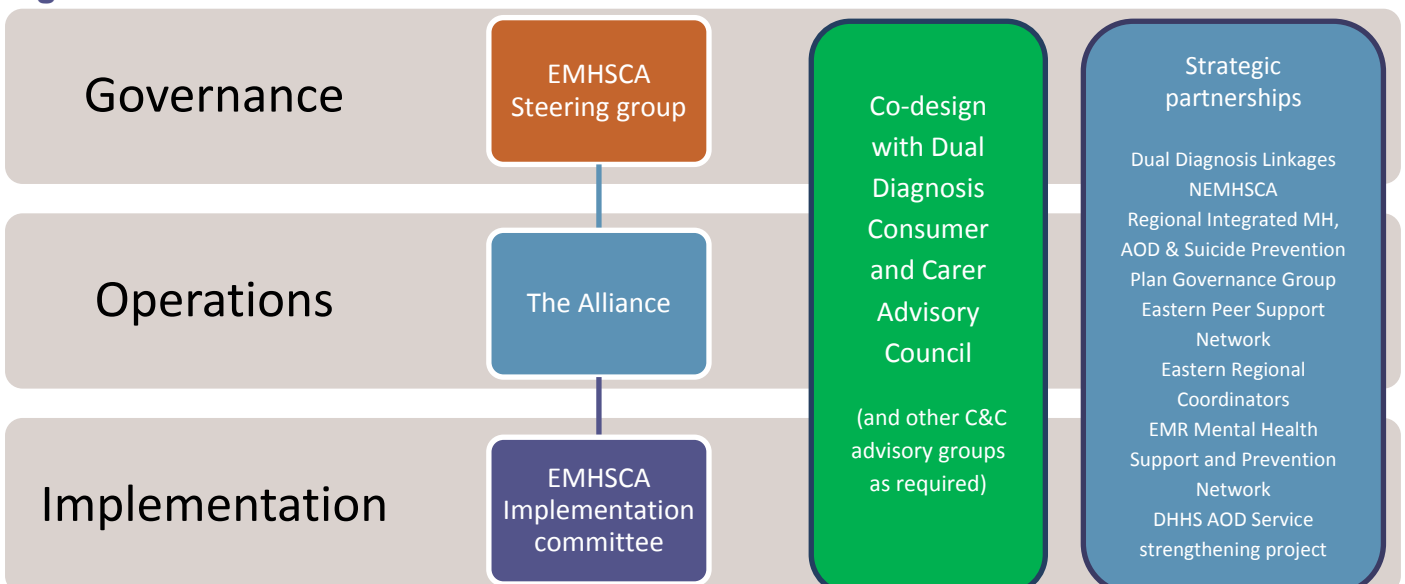 Governance
EMHSCA
Steering group
Operations
The Alliance
Implementation
EMHSCA
Implementation
committee
Co-design
with Dual
Diagnosis
Consumer
and Carer
Advisory
Council
(and other C&C
advisory groups
as required)
Strategic
partnerships
Dual Diagnosis Linkages
NEMHSCA
Regional Integrated MH,
AOD & Suicide Prevention
Plan Governance Group
Eastern Peer Support
Network
Eastern Regional
Coordinators
EMR Mental Health
Support and Prevention
Network
DHHS AOD Service
strengthening project